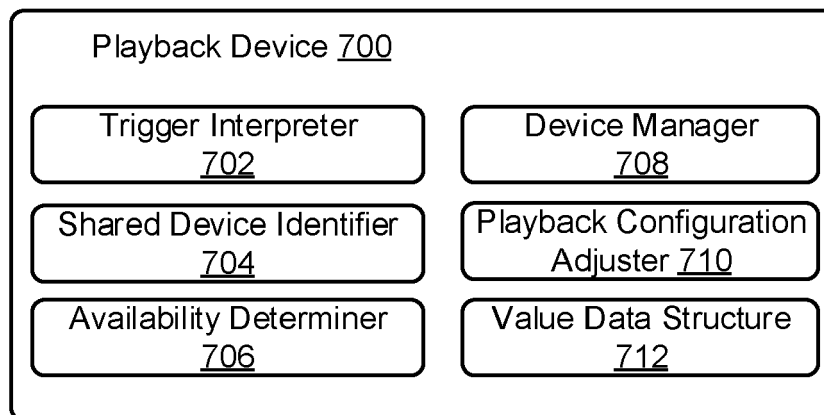 Playback Device 700
Trigger Interpreter
702
Device Manager
708
Shared Device Identifier
704
Playback Configuration
Adjuster 710
Availability Determiner
706
Value Data Structure
712